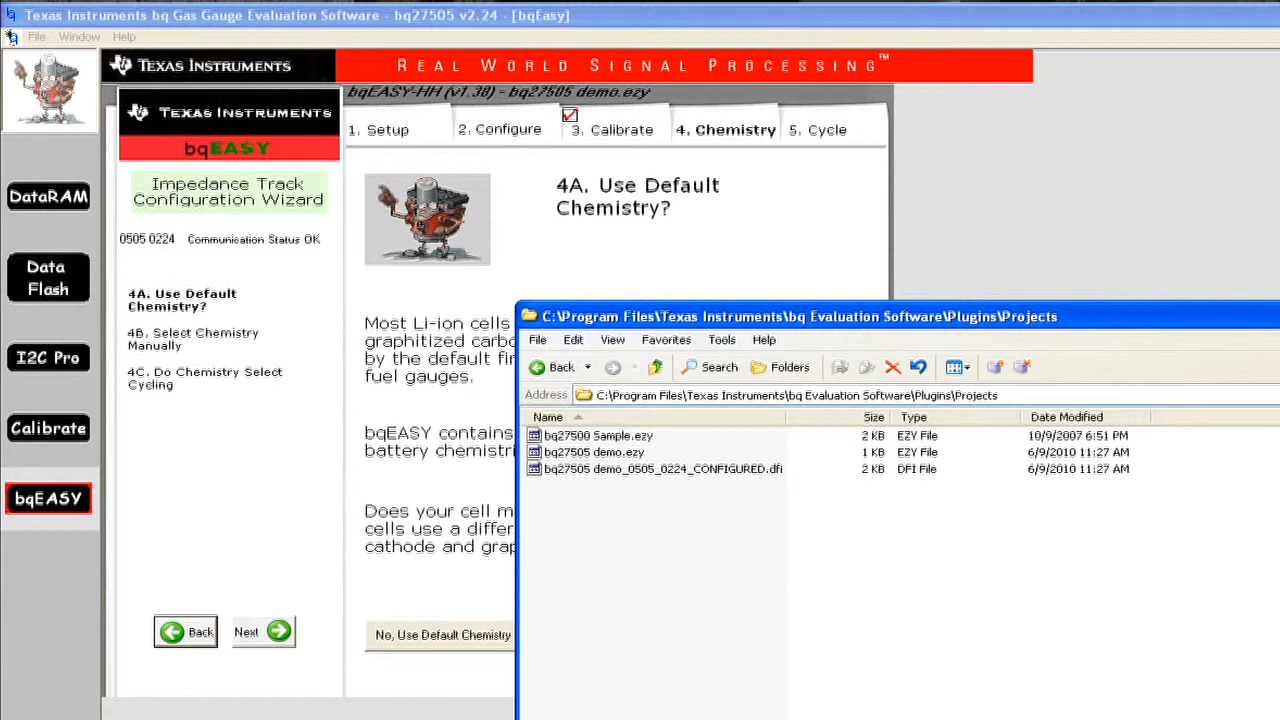 Texas Instruments bq Gas Gauge Evaluation Software - bq27505 v2.24 - [bqEasy]
File Window Help
TEXAS INSTRUMENTS
REAL WORLD SIGNAL PROCESSING™
bqEASY-HH (v1.38) - bq27505 demo.ezy
TEXAS INSTRUMENTS
bqEASY
Impedance Track
Configuration Wizard
0505 0224 Communication Status OK
4A. Use Default
Chemistry?
4B. Select Chemistry
Manually
4C. Do Chemistry Select
Cycling
Back Next
DataRAM
Data
Flash
I2C Pro
Calibrate
bqEASY
1. Setup 2. Configure 3. Calibrate 4. Chemistry 5. Cycle
4A. Use Default
Chemistry?
Most Li-ion cells
graphitized carbo
by the default fir
fuel gauges.
bqEASY contains
battery chemistri
Does your cell m
cells use a differ
cathode and grap
No, Use Default Chemistry
C:\Program Files\Texas Instruments\bq Evaluation Software\Plugins\Projects
File Edit View Favorites Tools Help
Back Search Folders
Address C:\Program Files\Texas Instruments\bq Evaluation Software\Plugins\Projects
Name Size Type Date Modified
bq27500 Sample.ezy 2 KB EZY File 10/9/2007 6:51 PM
bq27505 demo.ezy 1 KB EZY File 6/9/2010 11:27 AM
bq27505 demo_0505_0224_CONFIGURED.dfi 2 KB DFI File 6/9/2010 11:27 AM